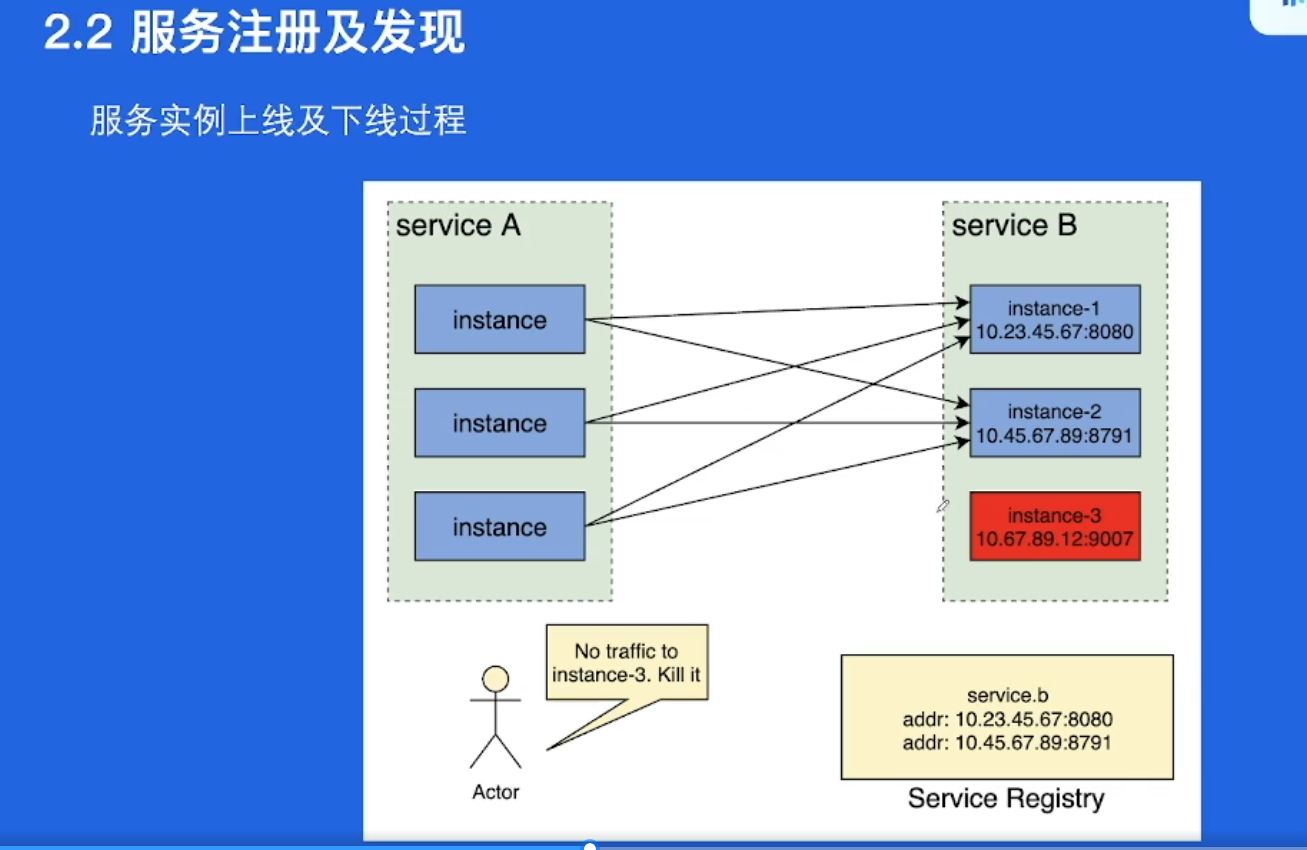 2.2 服务注册及发现
服务实例上线及下线过程
service A
service B
instance
instance
instance
instance-1
10.23.45.67:8080
instance-2
10.45.67.89:8791
instance-3
10.67.89.12:9007
No traffic to
instance-3. Kill it
Actor
service.b
addr: 10.23.45.67:8080
addr: 10.45.67.89:8791
Service Registry